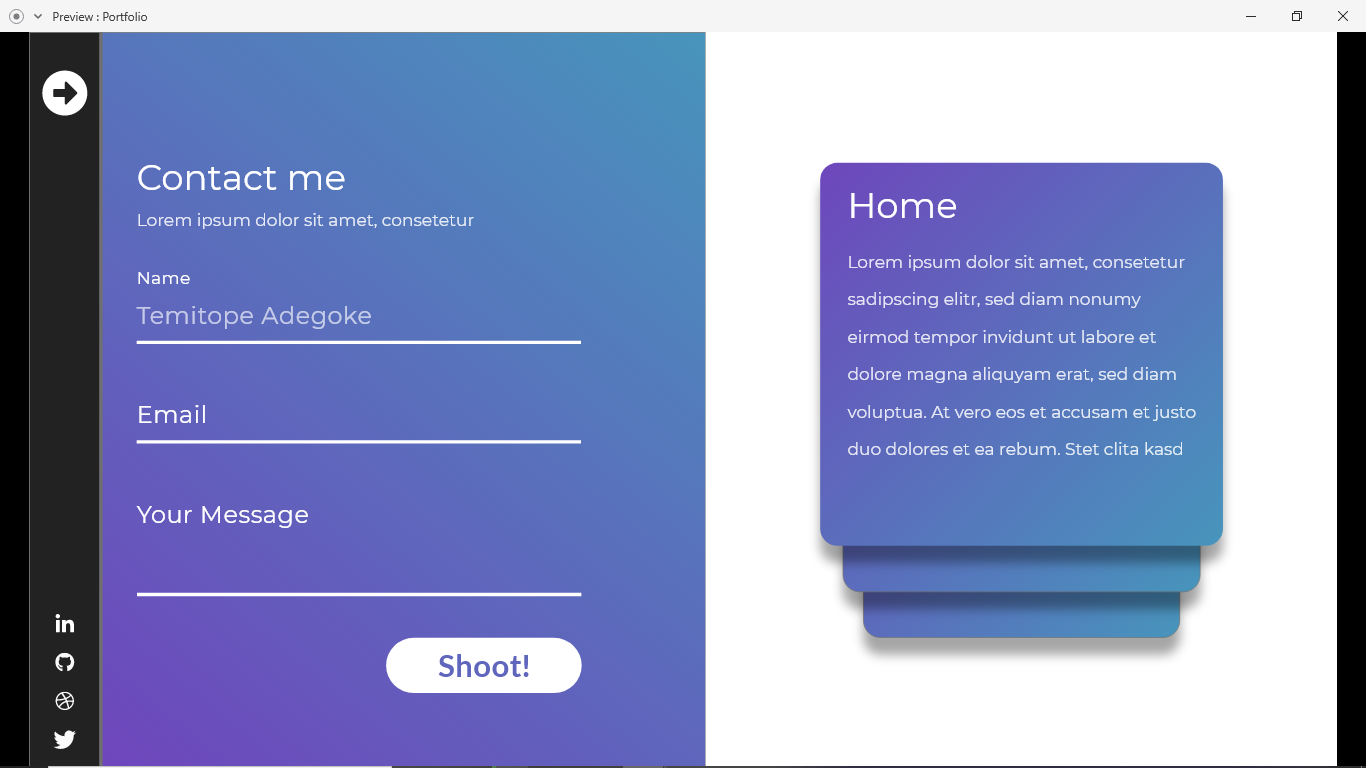 Preview : Portfolio
Contact me
Lorem ipsum dolor sit amet, consetetur
Name
Temitope Adegoke
Email
Your Message
Shoot!
in
Home
Lorem ipsum dolor sit amet, consetetur
sadipscing elitr, sed diam nonumy
eirmod tempor invidunt ut labore et
dolore magna aliquyam erat, sed diam
voluptua. At vero eos et accusam et justo
duo dolores et ea rebum. Stet clita kasd